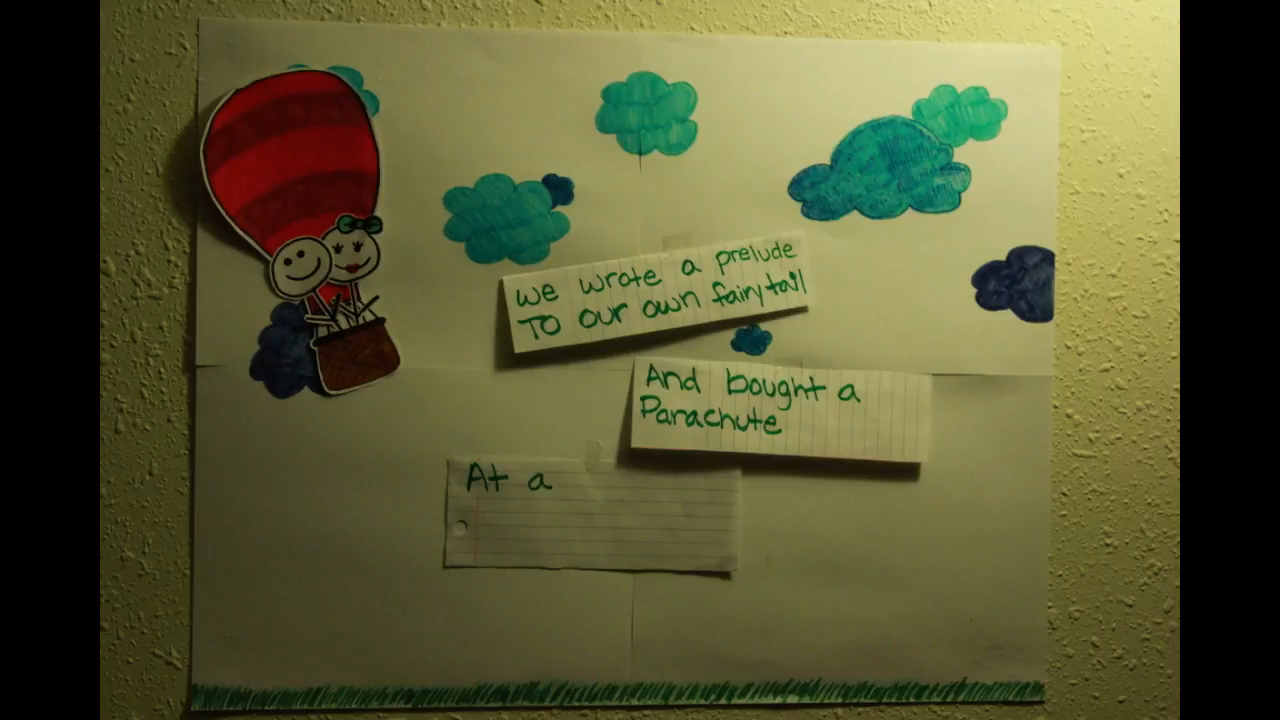 we wrote a prelude
TO our own fairytail
And bought a
Parachute
At a